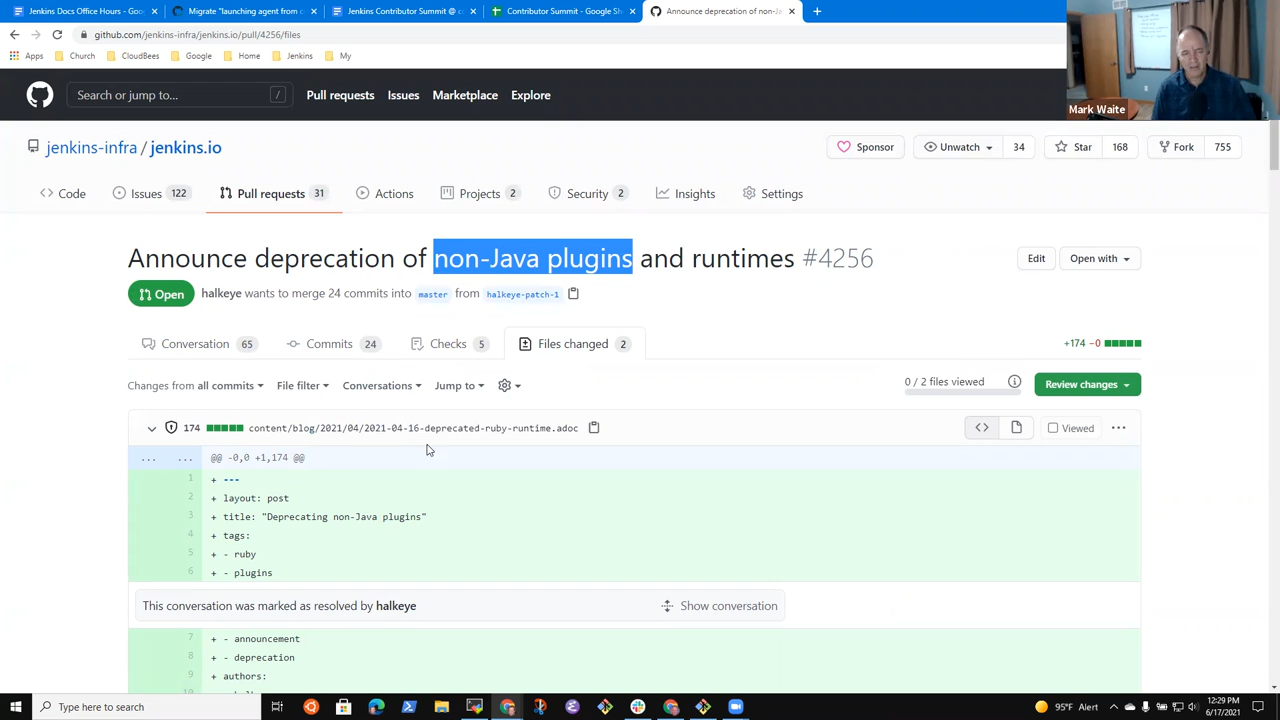 Jenkins Docs Office Hours - G
Migrate "launching agent from c
Jenkins Contributor Summit @ c
Contributor Summit - Google Sh
Announce deprecation of non-Ja
github.com/jenkins-infra/jenkins.io/pull/4256/files
Apps
Church
CloudBees
Google
Home
Jenkins
My
Mark Waite
Search or jump to...
/
Pull requests
Issues
Marketplace
Explore
jenkins-infra / jenkins.io
Sponsor
Unwatch
34
Star
168
Fork
755
Code
Issues 122
Pull requests 31
Actions
Projects 2
Security 2
Insights
Settings
Announce deprecation of non-Java plugins and runtimes #4256
Edit
Open with
Open
halkeye wants to merge 24 commits into master from halkeye-patch-1
Conversation 65
Commits 24
Checks 5
Files changed 2
+174 −0
Changes from all commits
File filter
Conversations
Jump to
0 / 2 files viewed
Review changes
174
content/blog/2021/04/2021-04-16-deprecated-ruby-runtime.adoc
Viewed
... ... @@ -0,0 +1,174 @@
1 + ---
2 + layout: post
3 + title: "Deprecating non-Java plugins"
4 + tags:
5 + - ruby
6 + - plugins
This conversation was marked as resolved by halkeye
Show conversation
7 + - announcement
8 + - deprecation
9 + authors:
Type here to search
95°F Alert
12:29 PM
6/17/2021